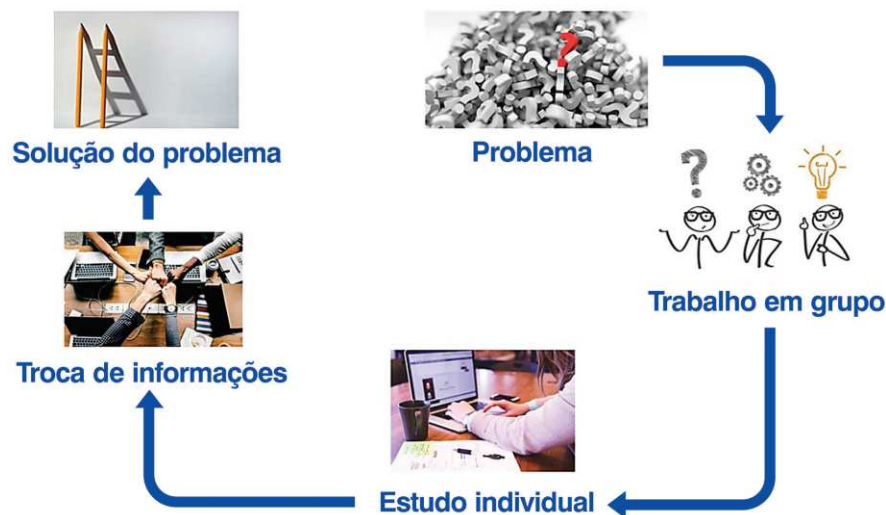 Solução do problema
Problema
Trabalho em grupo
Troca de informações
Estudo individual